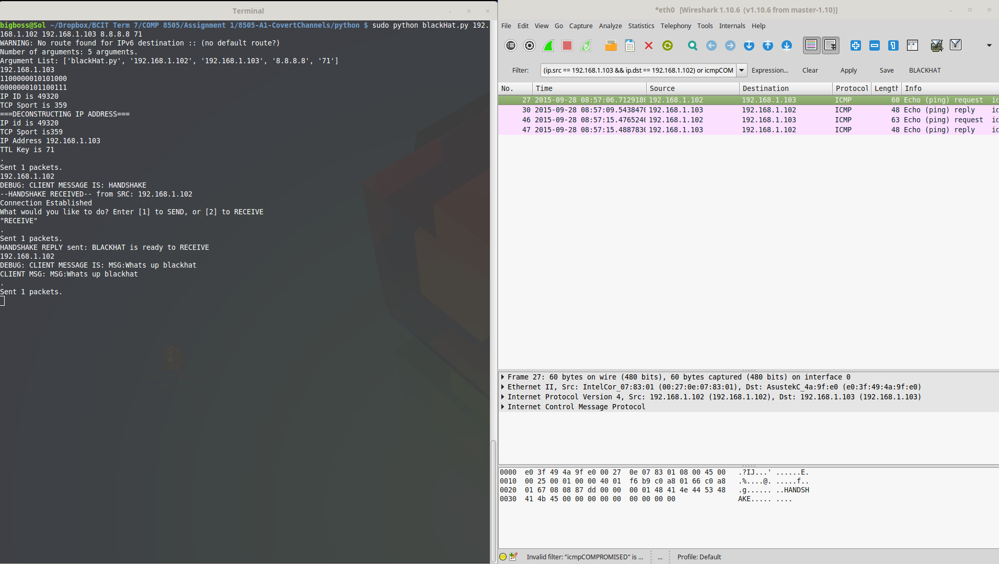 Terminal
bigboss@Sol ~/Dropbox/BCIT Term 7/COMP 8505/Assignment 1/8505-A1-CovertChannels/python $ sudo python blackHat.py 192.
168.1.102 192.168.1.103 8.8.8.8 71
WARNING: No route found for IPv6 destination :: (no default route?)
Number of arguments: 5 arguments.
Argument List: ['blackHat.py', '192.168.1.102', '192.168.1.103', '8.8.8.8', '71']
192.168.1.103
1100000010101000
0000000101100111
IP ID is 49320
TCP Sport is 359
===DECONSTRUCTING IP ADDRESS===
IP id is 49320
TCP Sport is359
IP Address 192.168.1.103
TTL Key is 71
.
Sent 1 packets.
192.168.1.102
DEBUG: CLIENT MESSAGE IS: HANDSHAKE
--HANDSHAKE RECEIVED-- from SRC: 192.168.1.102
Connection Established
What would you like to do? Enter [1] to SEND, or [2] to RECEIVE
"RECEIVE"
.
Sent 1 packets.
HANDSHAKE REPLY sent: BLACKHAT is ready to RECEIVE
192.168.1.102
DEBUG: CLIENT MESSAGE IS: MSG:Whats up blackhat
CLIENT MSG: MSG:Whats up blackhat
.
Sent 1 packets.
*eth0 [Wireshark 1.10.6 (v1.10.6 from master-1.10)]
File Edit View Go Capture Analyze Statistics Telephony Tools Internals Help
Filter: (ip.src == 192.168.1.103 && ip.dst == 192.168.1.102) or icmpCOM Expression... Clear Apply Save BLACKHAT
No. Time Source Destination Protocol Length Info
27 2015-09-28 08:57:06.7129180 192.168.1.102 192.168.1.103 ICMP 60 Echo (ping) request id
30 2015-09-28 08:57:09.5438470 192.168.1.103 192.168.1.102 ICMP 48 Echo (ping) reply id
46 2015-09-28 08:57:15.4765240 192.168.1.102 192.168.1.103 ICMP 63 Echo (ping) request id
47 2015-09-28 08:57:15.4887830 192.168.1.103 192.168.1.102 ICMP 48 Echo (ping) reply id
Frame 27: 60 bytes on wire (480 bits), 60 bytes captured (480 bits) on interface 0
Ethernet II, Src: IntelCor_07:83:01 (00:27:0e:07:83:01), Dst: AsustekC_4a:9f:e0 (e0:3f:49:4a:9f:e0)
Internet Protocol Version 4, Src: 192.168.1.102 (192.168.1.102), Dst: 192.168.1.103 (192.168.1.103)
Internet Control Message Protocol
0000 e0 3f 49 4a 9f e0 00 27 0e 07 83 01 08 00 45 00 .?IJ...' ......E.
0010 00 25 00 01 00 00 40 01 f6 b9 c0 a8 01 66 c0 a8 .%....@. .....f..
0020 01 67 08 08 87 dd 00 00 00 01 48 41 4e 44 53 48 .g...... ..HANDSH
0030 41 4b 45 00 00 00 00 00 00 00 00 00 AKE..... ....
Invalid filter: "icmpCOMPROMISED" is ... ... Profile: Default